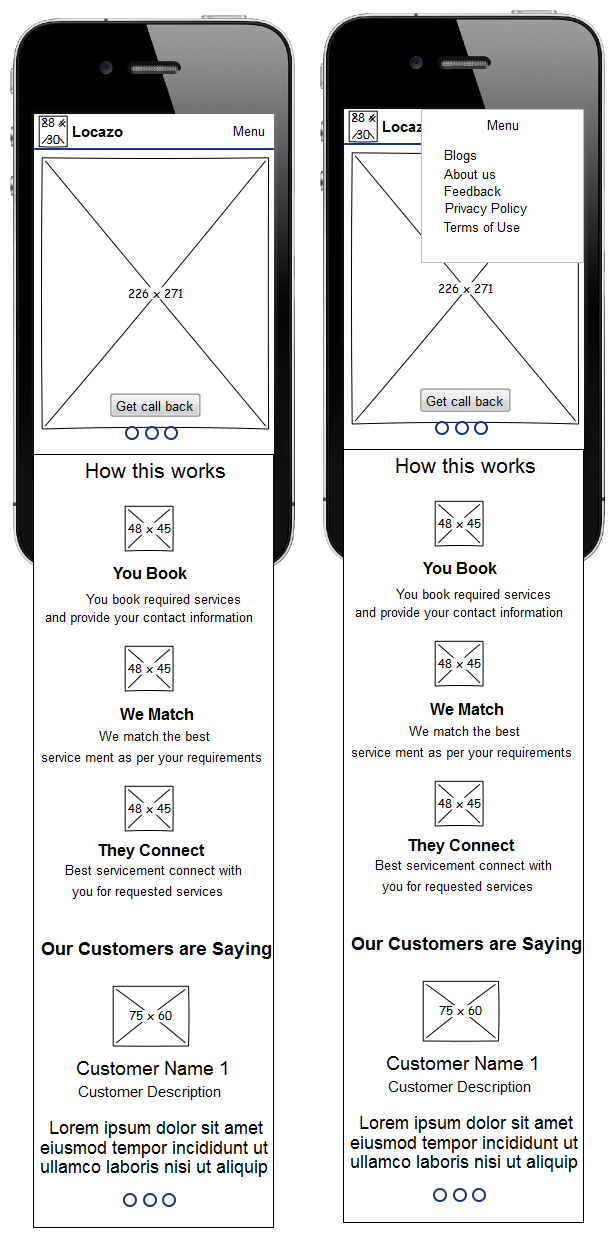 28 x
30
Locazo
Menu
226 x 271
Get call back
How this works
48 x 45
You Book
You book required services
and provide your contact information
48 x 45
We Match
We match the best
service ment as per your requirements
48 x 45
They Connect
Best servicement connect with
you for requested services
Our Customers are Saying
75 x 60
Customer Name 1
Customer Description
Lorem ipsum dolor sit amet
eiusmod tempor incididunt ut
ullamco laboris nisi ut aliquip
28 x
30
Locaz
Menu
Blogs
About us
Feedback
Privacy Policy
Terms of Use
226 x 271
Get call back
How this works
48 x 45
You Book
You book required services
and provide your contact information
48 x 45
We Match
We match the best
service ment as per your requirements
48 x 45
They Connect
Best servicement connect with
you for requested services
Our Customers are Saying
75 x 60
Customer Name 1
Customer Description
Lorem ipsum dolor sit amet
eiusmod tempor incididunt ut
ullamco laboris nisi ut aliquip